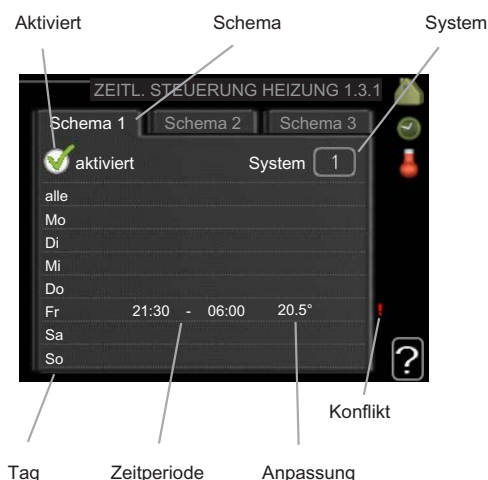 Aktiviert Schema System
ZEITL. STEUERUNG HEIZUNG 1.3.1
Schema 1 Schema 2 Schema 3
aktiviert System 1
alle
Mo
Di
Mi
Do
Fr 21:30 - 06:00 20.5° !
Sa
So
?
Konflikt
Tag Zeitperiode Anpassung